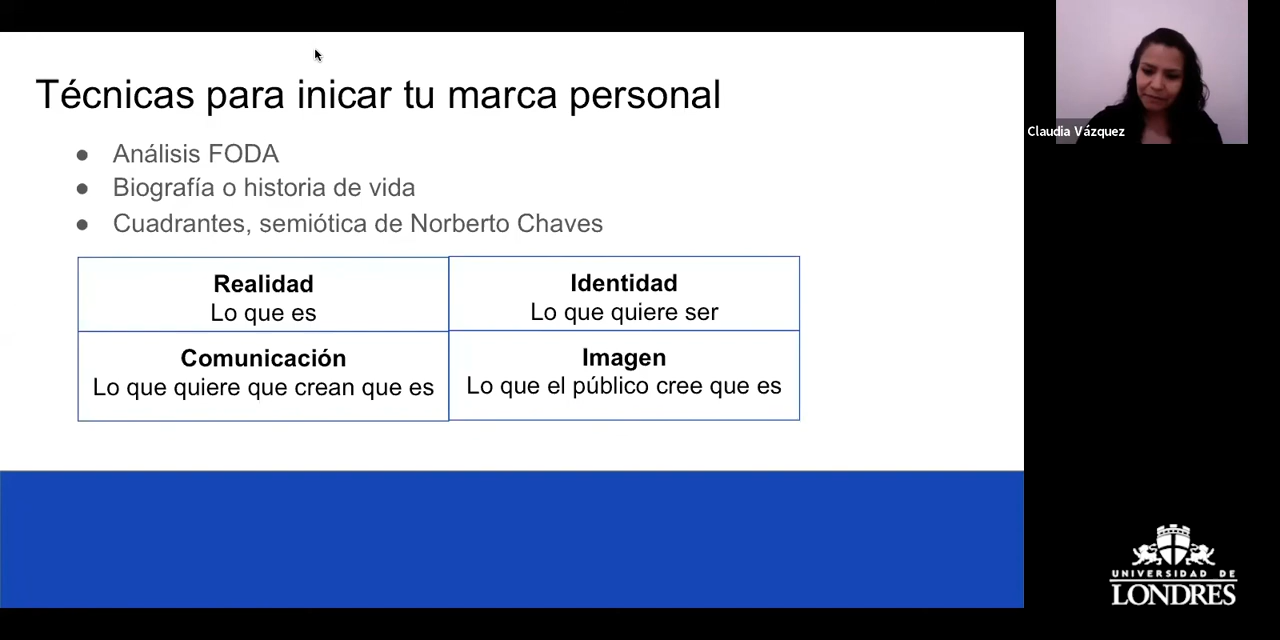 Técnicas para inicar tu marca personal
● Análisis FODA
● Biografía o historia de vida
● Cuadrantes, semiótica de Norberto Chaves
Realidad
Lo que es
Identidad
Lo que quiere ser
Comunicación
Lo que quiere que crean que es
Imagen
Lo que el público cree que es
Claudia Vázquez
UNIVERSIDAD DE
LONDRES